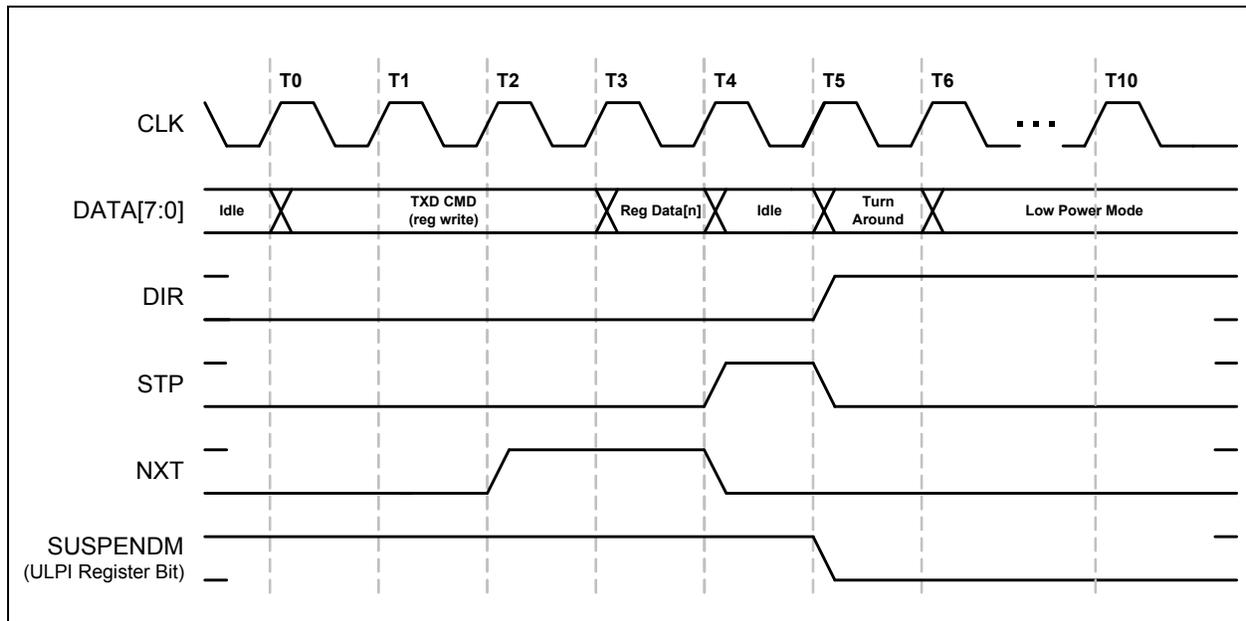 T0 T1 T2 T3 T4 T5 T6 T10
CLK
...
DATA[7:0] Idle TXD CMD Reg Data[n] Idle Turn Low Power Mode
(reg write) Around
DIR
STP
NXT
SUSPENDM
(ULPI Register Bit)